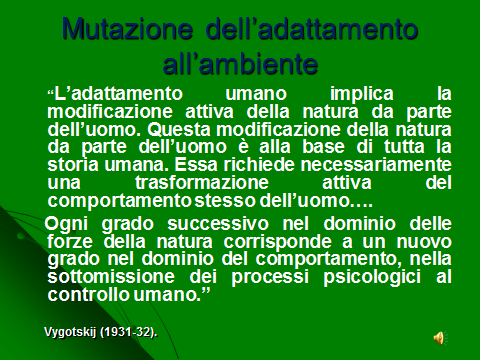 Mutazione dell’adattamento
all’ambiente
“L’adattamento umano implica la
modificazione attiva della natura da parte
dell’uomo. Questa modificazione della natura
da parte dell’uomo è alla base di tutta la
storia umana. Essa richiede necessariamente
una trasformazione attiva del
comportamento stesso dell’uomo….
Ogni grado successivo nel dominio delle
forze della natura corrisponde a un nuovo
grado nel dominio del comportamento, nella
sottomissione dei processi psicologici al
controllo umano.”
Vygotskij (1931-32).